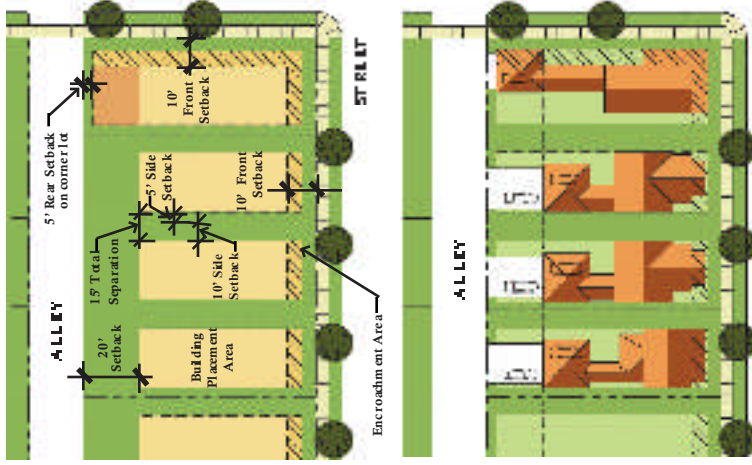 STREET
10'
Front
Setback
5' Rear Setback
on corner lot
5' Side
Setback
10' Front
Setback
15' Total
Separation
10' Side
Setback
ALLEY
20'
Setback
Building
Placement
Area
Encroachment Area
ALLEY